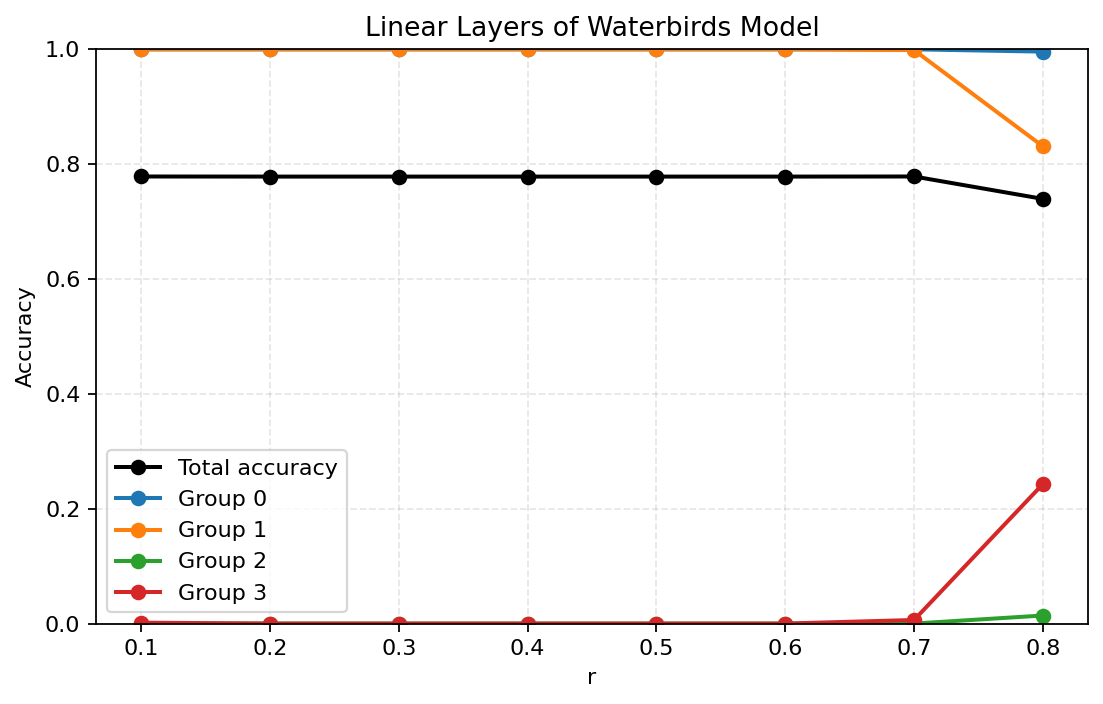 Linear Layers of Waterbirds Model
1.0
0.8
0.6
0.4
0.2
0.0
Accuracy
Total accuracy
Group 0
Group 1
Group 2
Group 3
0.1 0.2 0.3 0.4 0.5 0.6 0.7 0.8
r